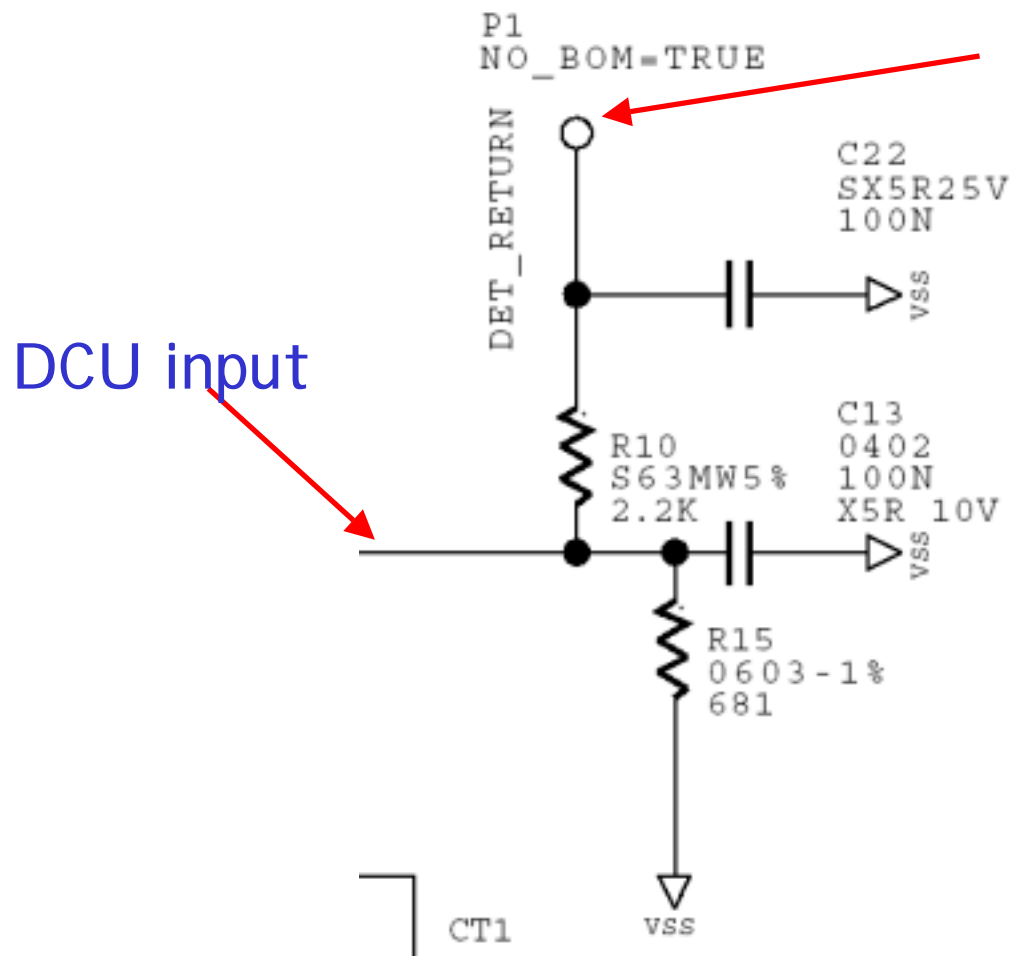 P1
NO_BOM=TRUE
DET_RETURN
C22
SX5R25V
100N
VSS
DCU input
R10
S63MW5%
2.2K
C13
0402
100N
X5R 10V
VSS
R15
0603-1%
681
VSS
CT1